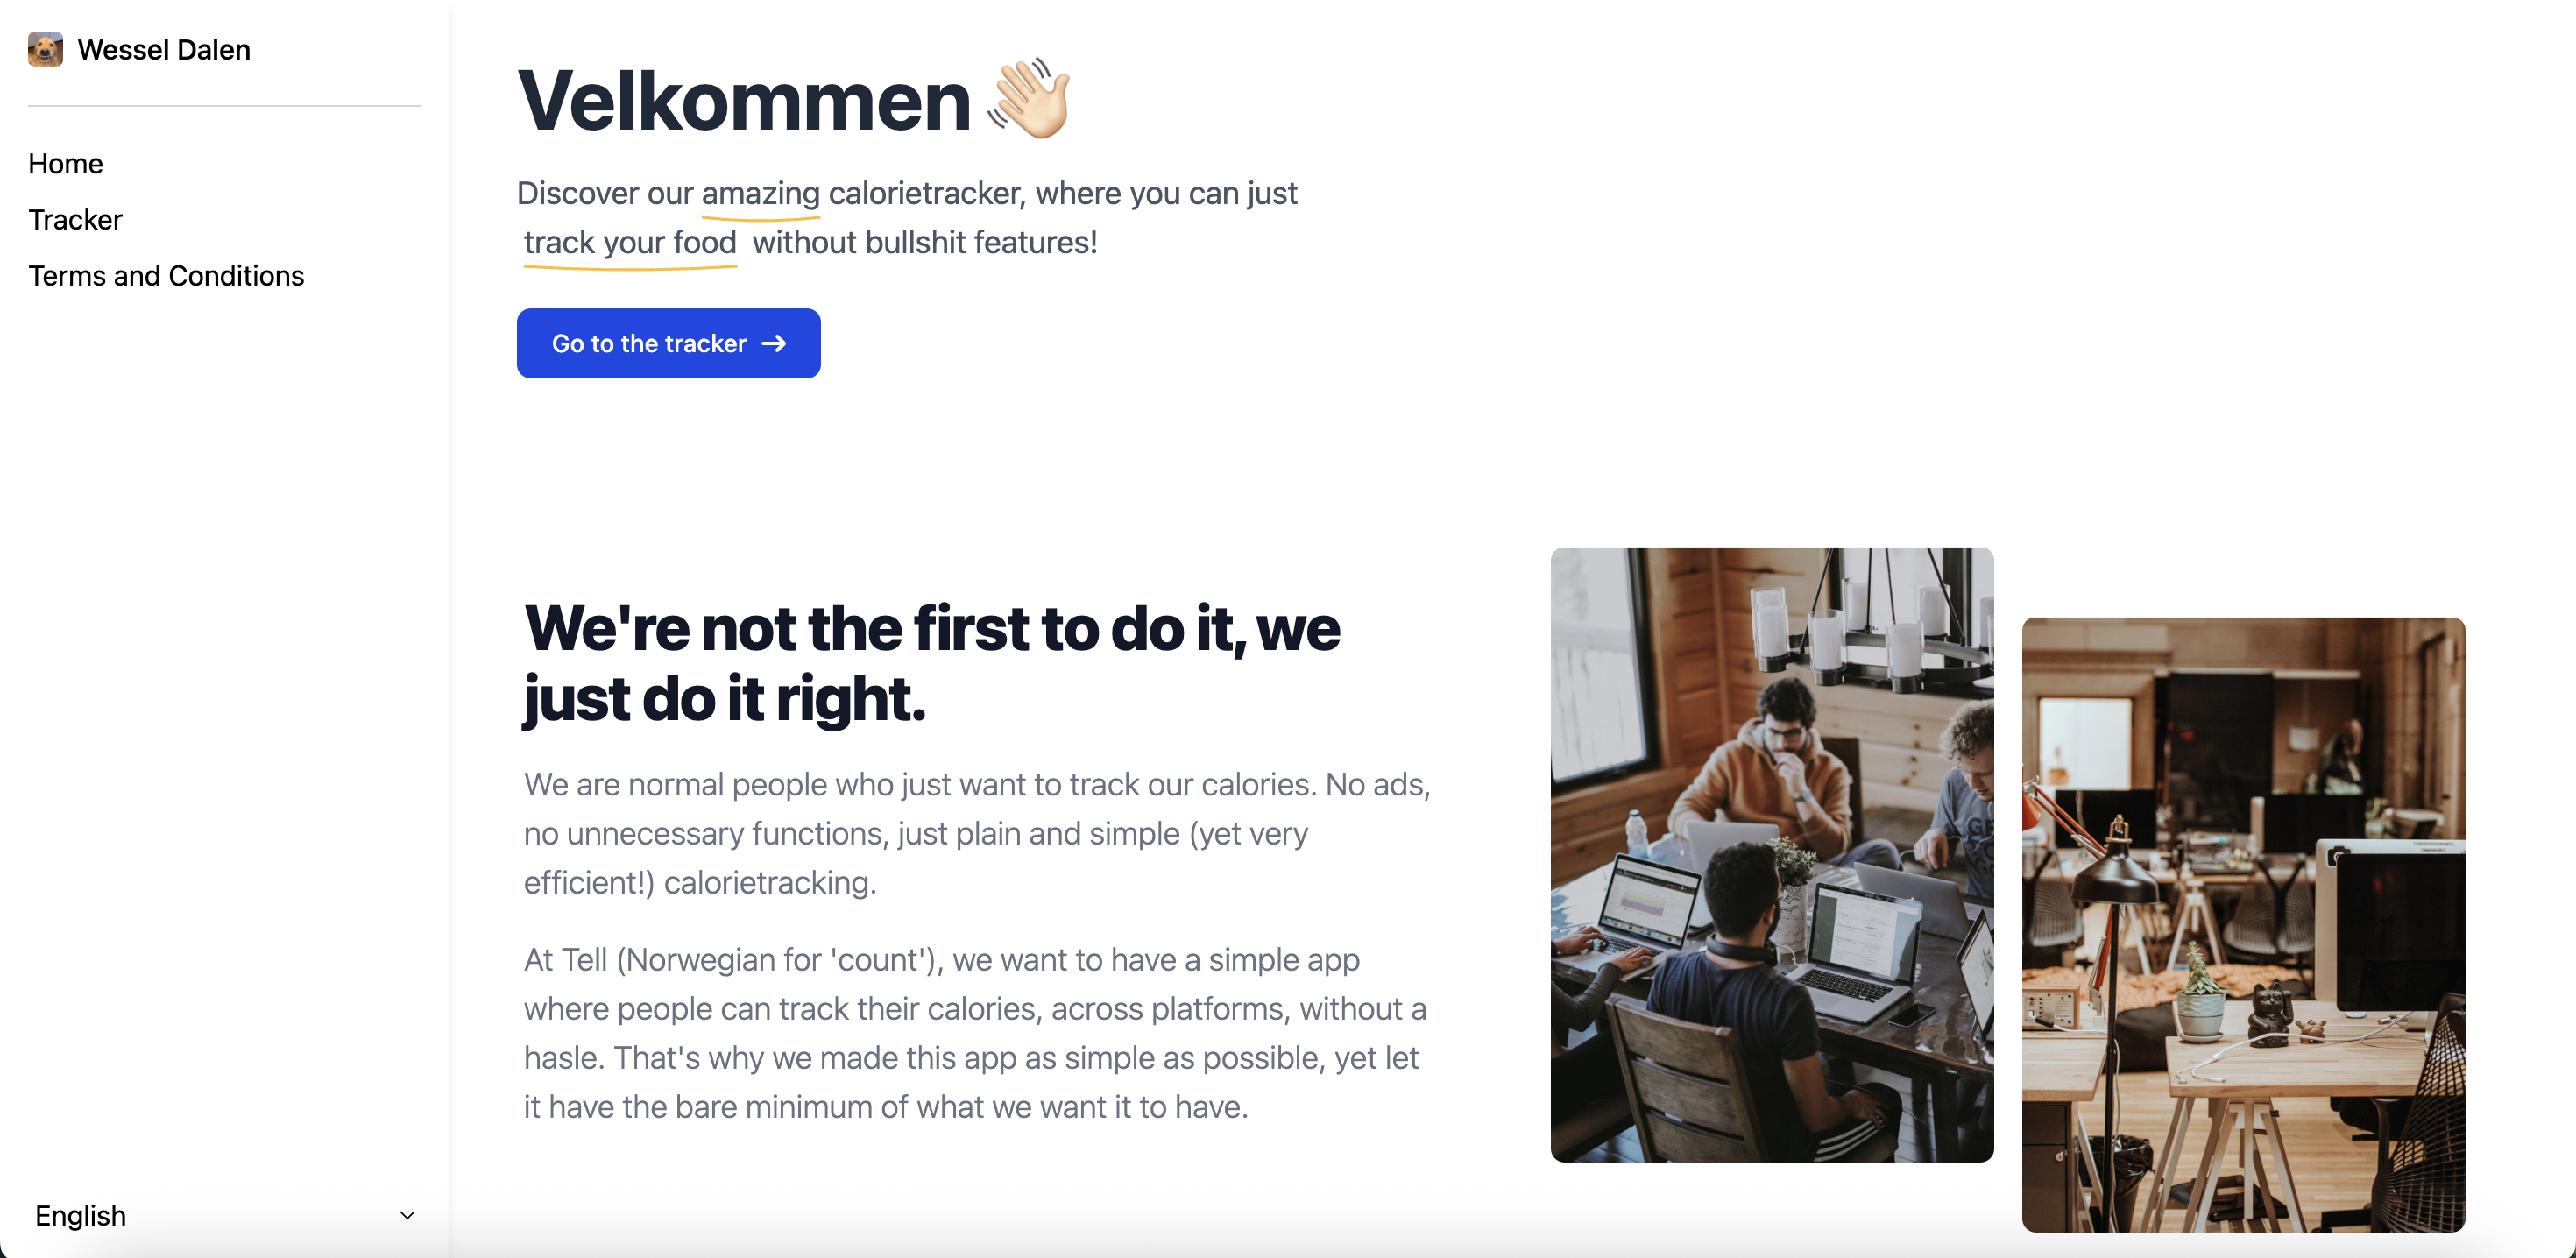 Wessel Dalen
Home
Tracker
Terms and Conditions
English
Velkommen 👋🏻
Discover our amazing calorietracker, where you can just
track your food without bullshit features!
Go to the tracker →
We're not the first to do it, we
just do it right.
We are normal people who just want to track our calories. No ads,
no unnecessary functions, just plain and simple (yet very
efficient!) calorietracking.
At Tell (Norwegian for 'count'), we want to have a simple app
where people can track their calories, across platforms, without a
hasle. That's why we made this app as simple as possible, yet let
it have the bare minimum of what we want it to have.